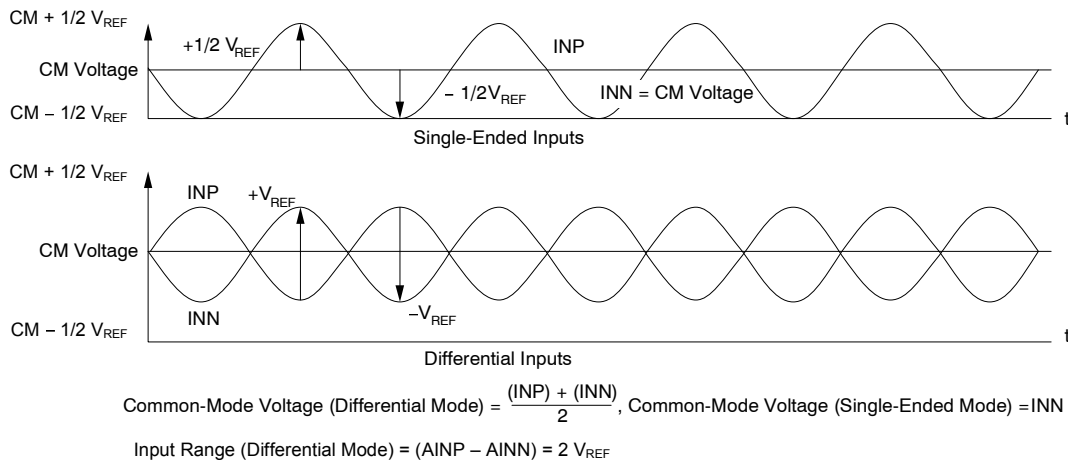 CM + 1/2 VREF
+1/2 VREF
INP
CM Voltage
INN = CM Voltage
CM – 1/2 VREF
– 1/2VREF
t
Single-Ended Inputs
CM + 1/2 VREF
INP
+VREF
CM Voltage
INN
–VREF
CM – 1/2 VREF
t
Differential Inputs
Common-Mode Voltage (Differential Mode) = (INP) + (INN) / 2, Common-Mode Voltage (Single-Ended Mode) =INN
Input Range (Differential Mode) = (AINP – AINN) = 2 VREF